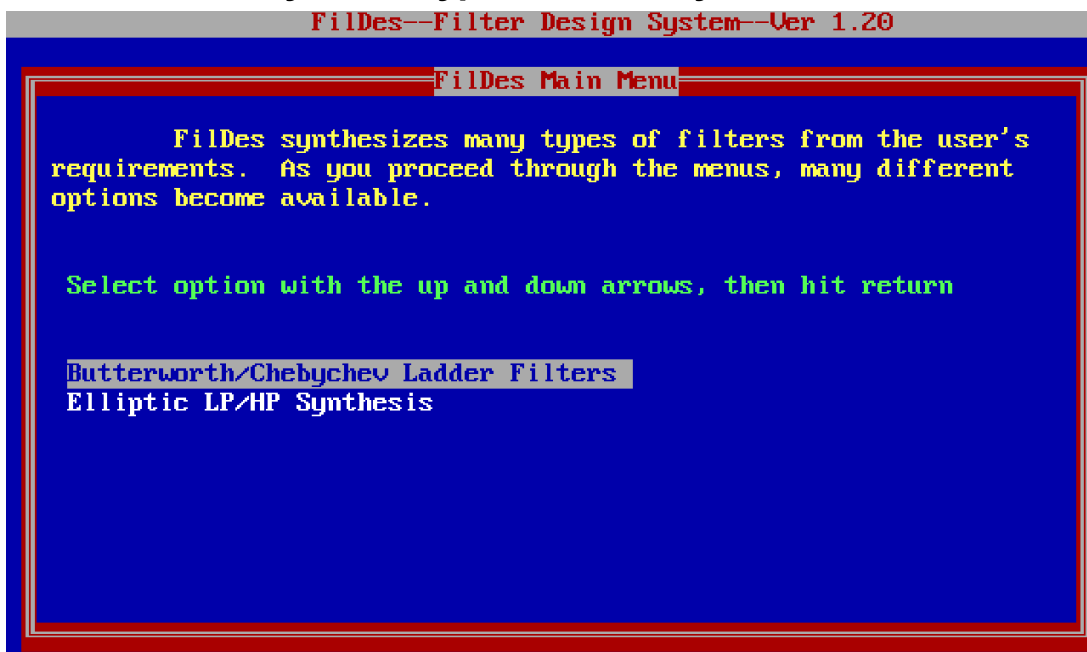 FilDes--Filter Design System--Ver 1.20
FilDes Main Menu
FilDes synthesizes many types of filters from the user's
requirements. As you proceed through the menus, many different
options become available.
Select option with the up and down arrows, then hit return
Butterworth/Chebychev Ladder Filters
Elliptic LP/HP Synthesis